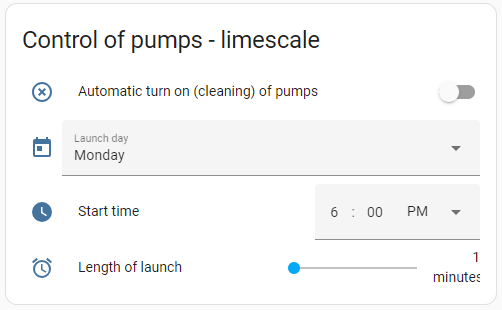 Control of pumps - limescale
Automatic turn on (cleaning) of pumps
Launch day
Monday
Start time
6 : 00 PM
Length of launch
1
minutes